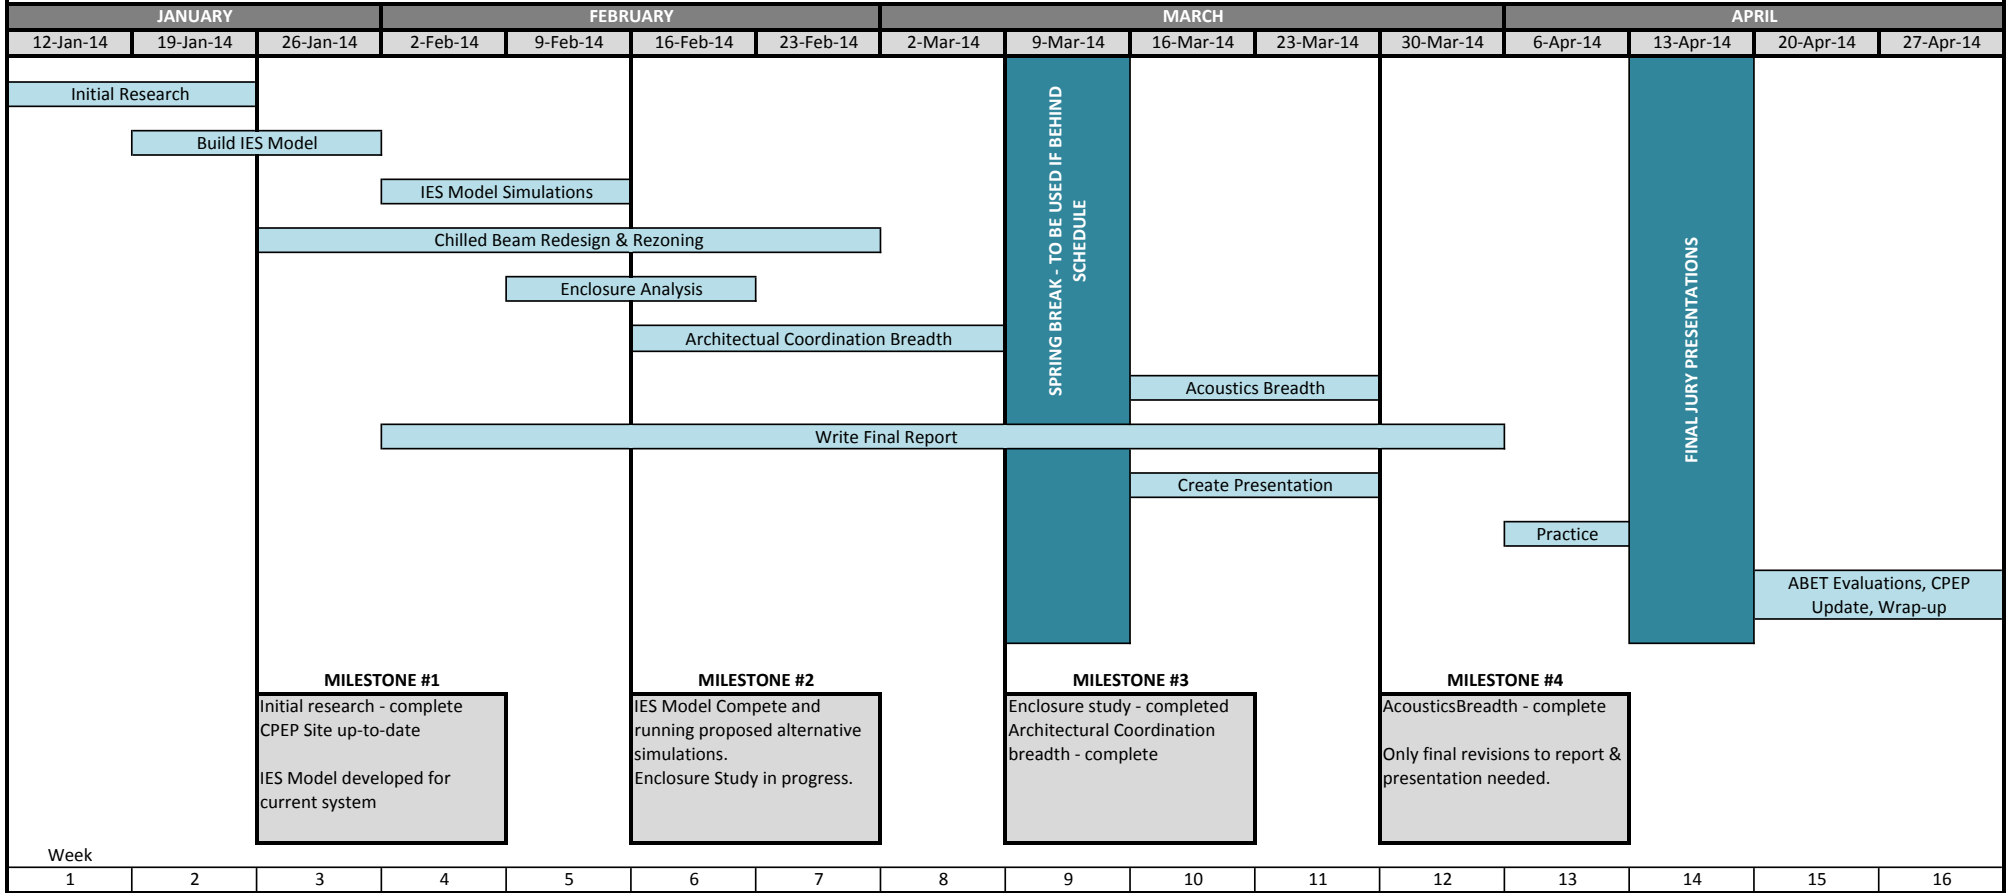 JANUARY FEBRUARY MARCH APRIL
12-Jan-14 19-Jan-14 26-Jan-14 2-Feb-14 9-Feb-14 16-Feb-14 23-Feb-14 2-Mar-14 9-Mar-14 16-Mar-14 23-Mar-14 30-Mar-14 6-Apr-14 13-Apr-14 20-Apr-14 27-Apr-14
Initial Research
Build IES Model
IES Model Simulations
Chilled Beam Redesign & Rezoning
Enclosure Analysis
Architectual Coordination Breadth
SPRING BREAK - TO BE USED IF BEHIND
SCHEDULE
Acoustics Breadth
Write Final Report
Create Presentation
Practice
FINAL JURY PRESENTATIONS
ABET Evaluations, CPEP
Update, Wrap-up
MILESTONE #1
Initial research - complete
CPEP Site up-to-date
IES Model developed for
current system
MILESTONE #2
IES Model Compete and
running proposed alternative
simulations.
Enclosure Study in progress.
MILESTONE #3
Enclosure study - completed
Architectural Coordination
breadth - complete
MILESTONE #4
AcousticsBreadth - complete
Only final revisions to report &
presentation needed.
Week
1 2 3 4 5 6 7 8 9 10 11 12 13 14 15 16